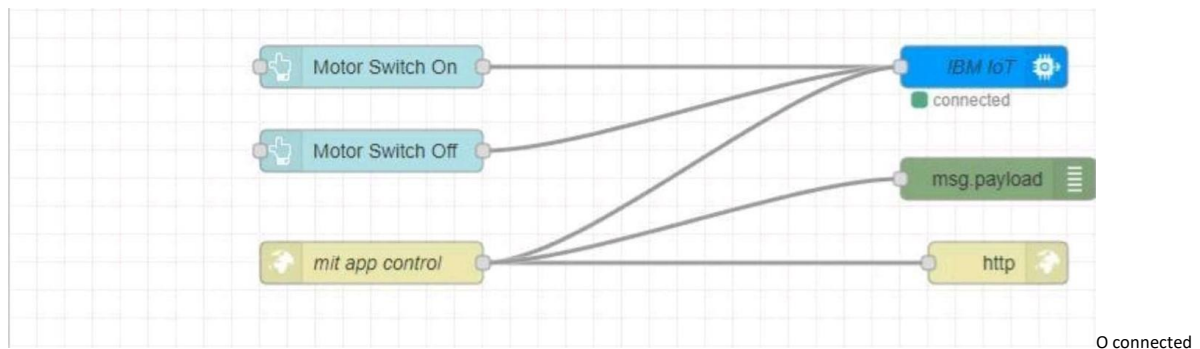 Motor Switch On
IBM IoT
connected
Motor Switch Off
msg.payload
mit app control
http
O connected